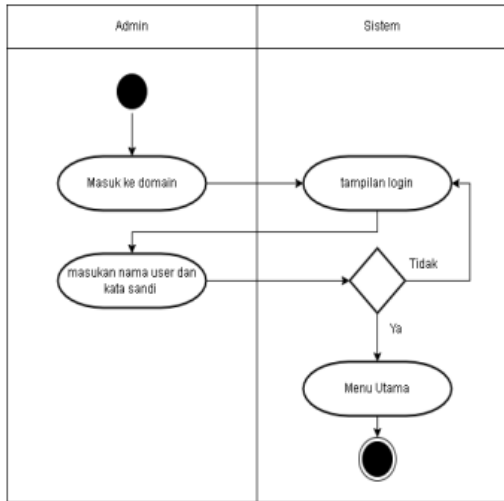 Admin
Sistem
Masuk ke domain
tampilan login
masukan nama user dan
kata sandi
Tidak
Ya
Menu Utama